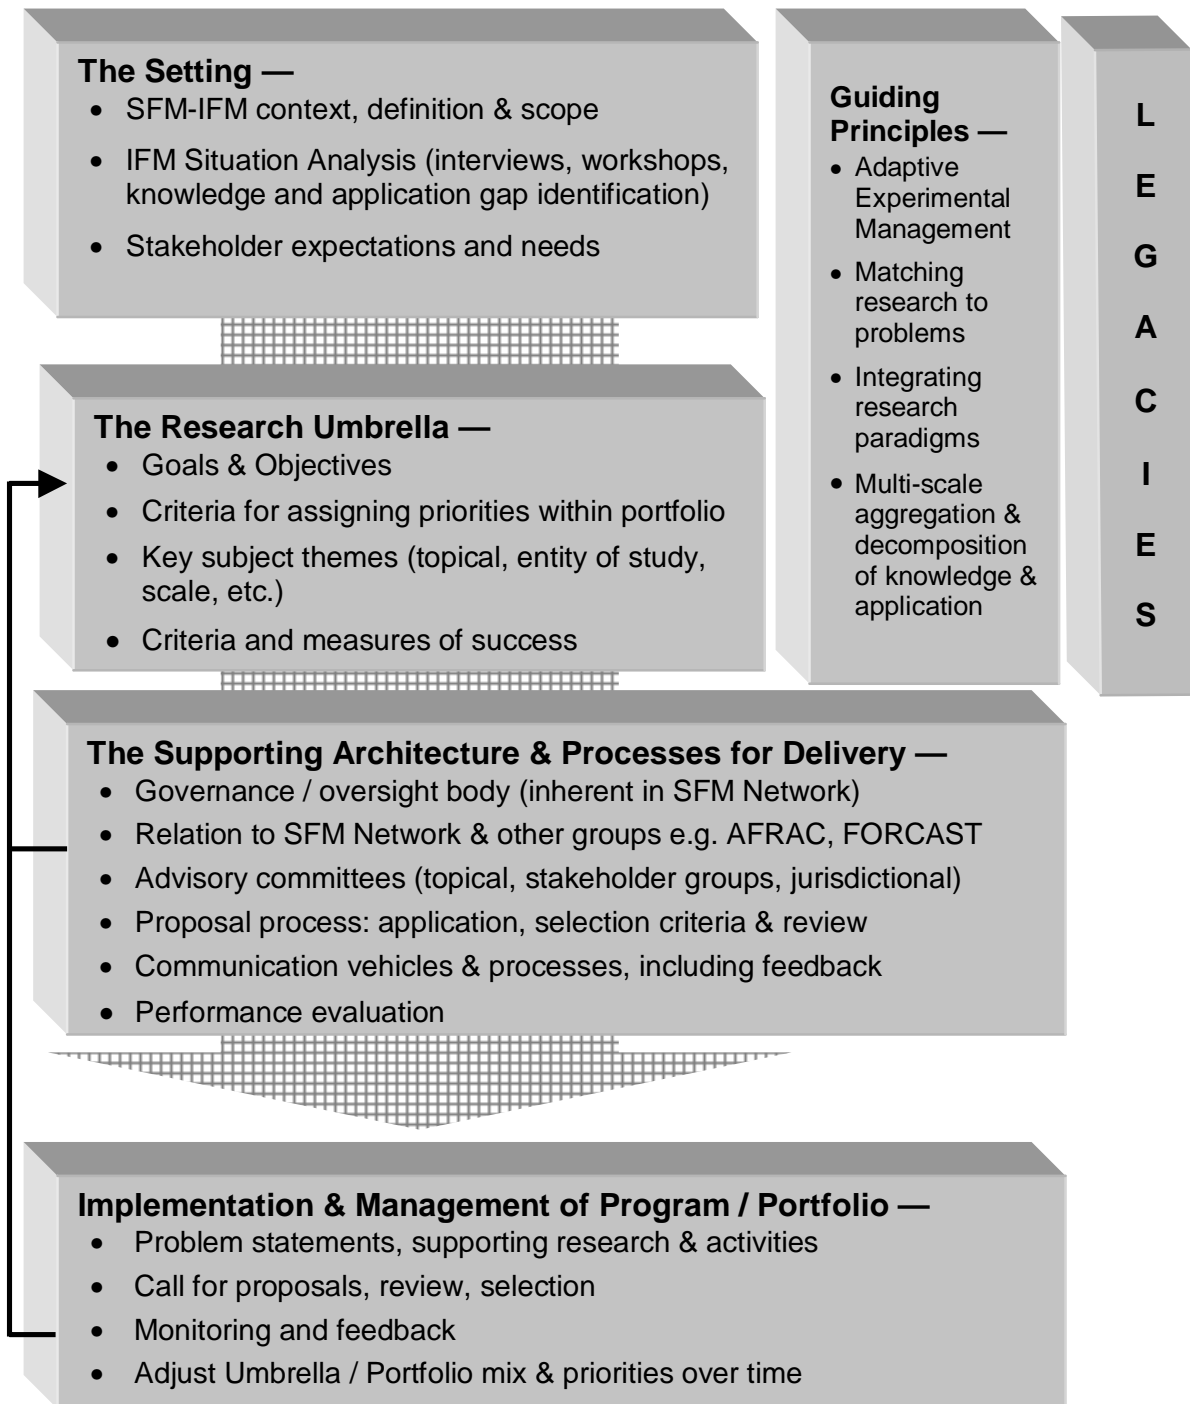 The Setting —
• SFM-IFM context, definition & scope
• IFM Situation Analysis (interviews, workshops,
knowledge and application gap identification)
• Stakeholder expectations and needs
The Research Umbrella —
• Goals & Objectives
• Criteria for assigning priorities within portfolio
• Key subject themes (topical, entity of study,
scale, etc.)
• Criteria and measures of success
Guiding
Principles —
• Adaptive
Experimental
Management
• Matching
research to
problems
• Integrating
research
paradigms
• Multi-scale
aggregation &
decomposition
of knowledge &
application
L
E
G
A
C
I
E
S
The Supporting Architecture & Processes for Delivery —
• Governance / oversight body (inherent in SFM Network)
• Relation to SFM Network & other groups e.g. AFRAC, FORCAST
• Advisory committees (topical, stakeholder groups, jurisdictional)
• Proposal process: application, selection criteria & review
• Communication vehicles & processes, including feedback
• Performance evaluation
Implementation & Management of Program / Portfolio —
• Problem statements, supporting research & activities
• Call for proposals, review, selection
• Monitoring and feedback
• Adjust Umbrella / Portfolio mix & priorities over time